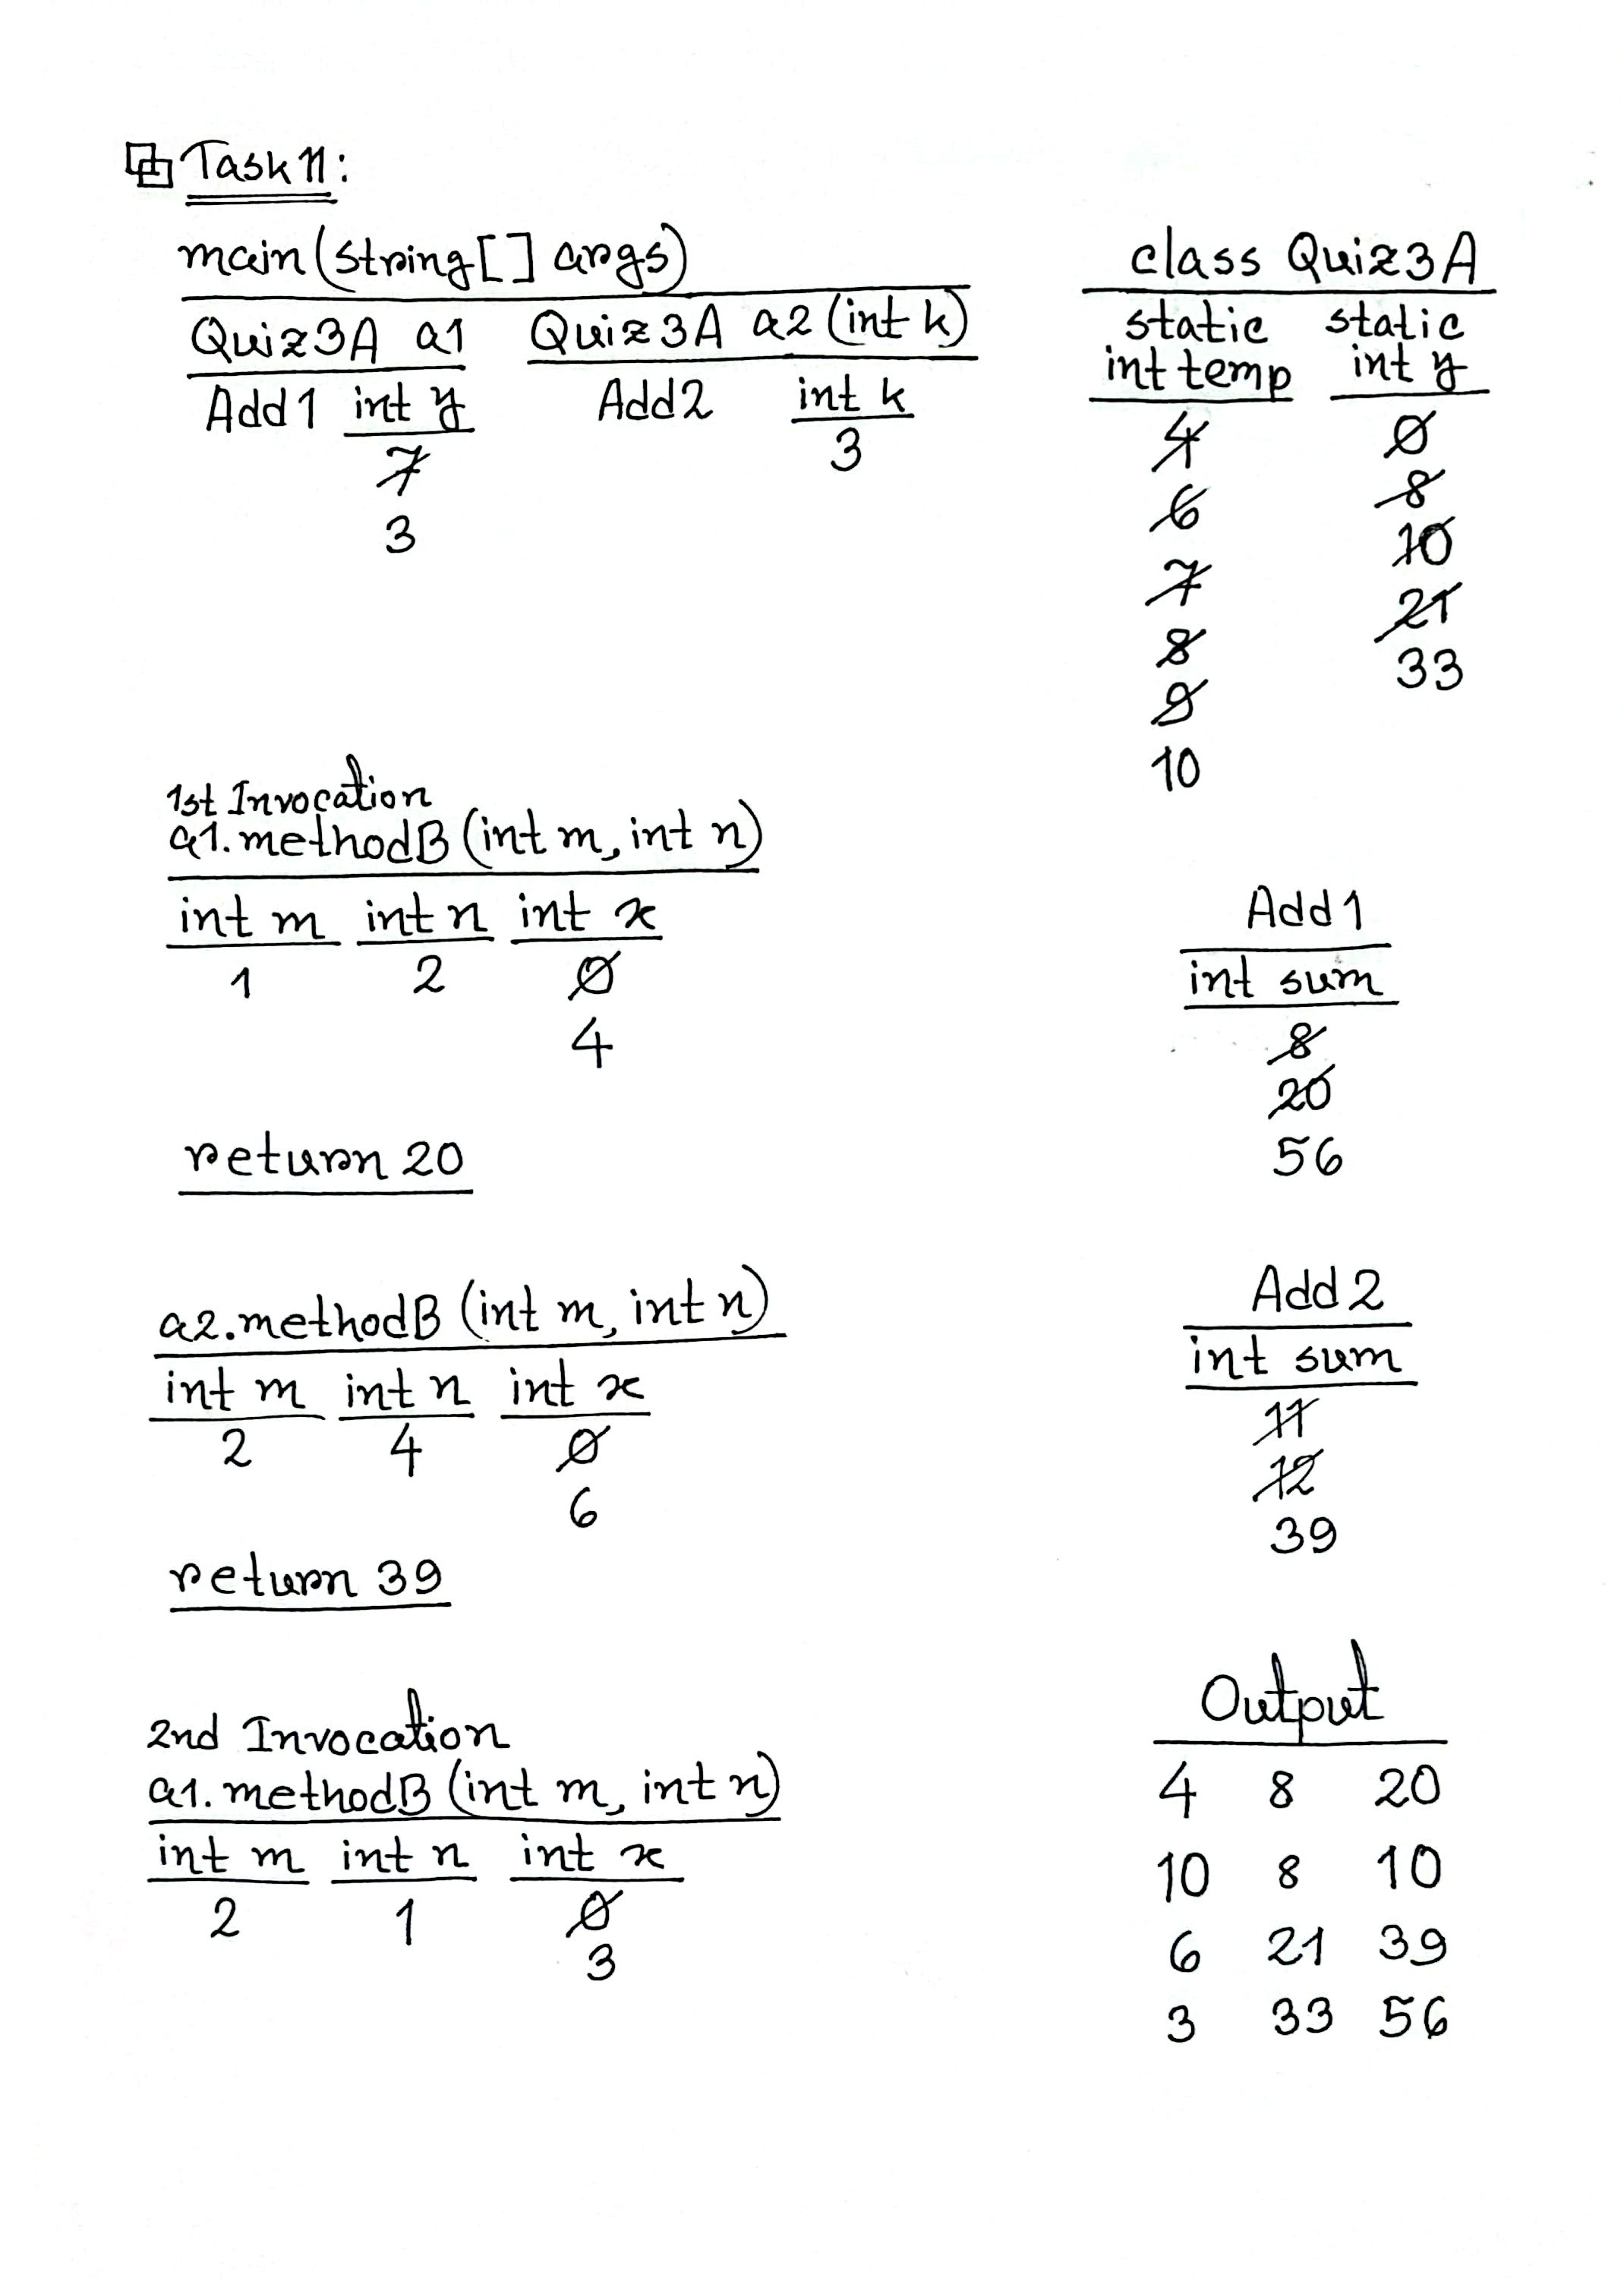 Task 11:
main(string[] args)
Quiz3A a1 Quiz3A a2 (int k)
Add1 int y Add2 int k
7 3
3
class Quiz3A
static static
int temp int y
4 0
6 8
7 10
8 21
9 33
10
1st Invocation
a1.methodB (int m, int n)
int m int n int x
1 2 0
4
return 20
Add1
int sum
8
20
56
a2.methodB (int m, int n)
int m int n int x
2 4 0
6
return 39
Add2
int sum
11
12
39
2nd Invocation
a1.methodB (int m, int n)
int m int n int x
2 1 0
3
Output
4 8 20
10 8 10
6 21 39
3 33 56